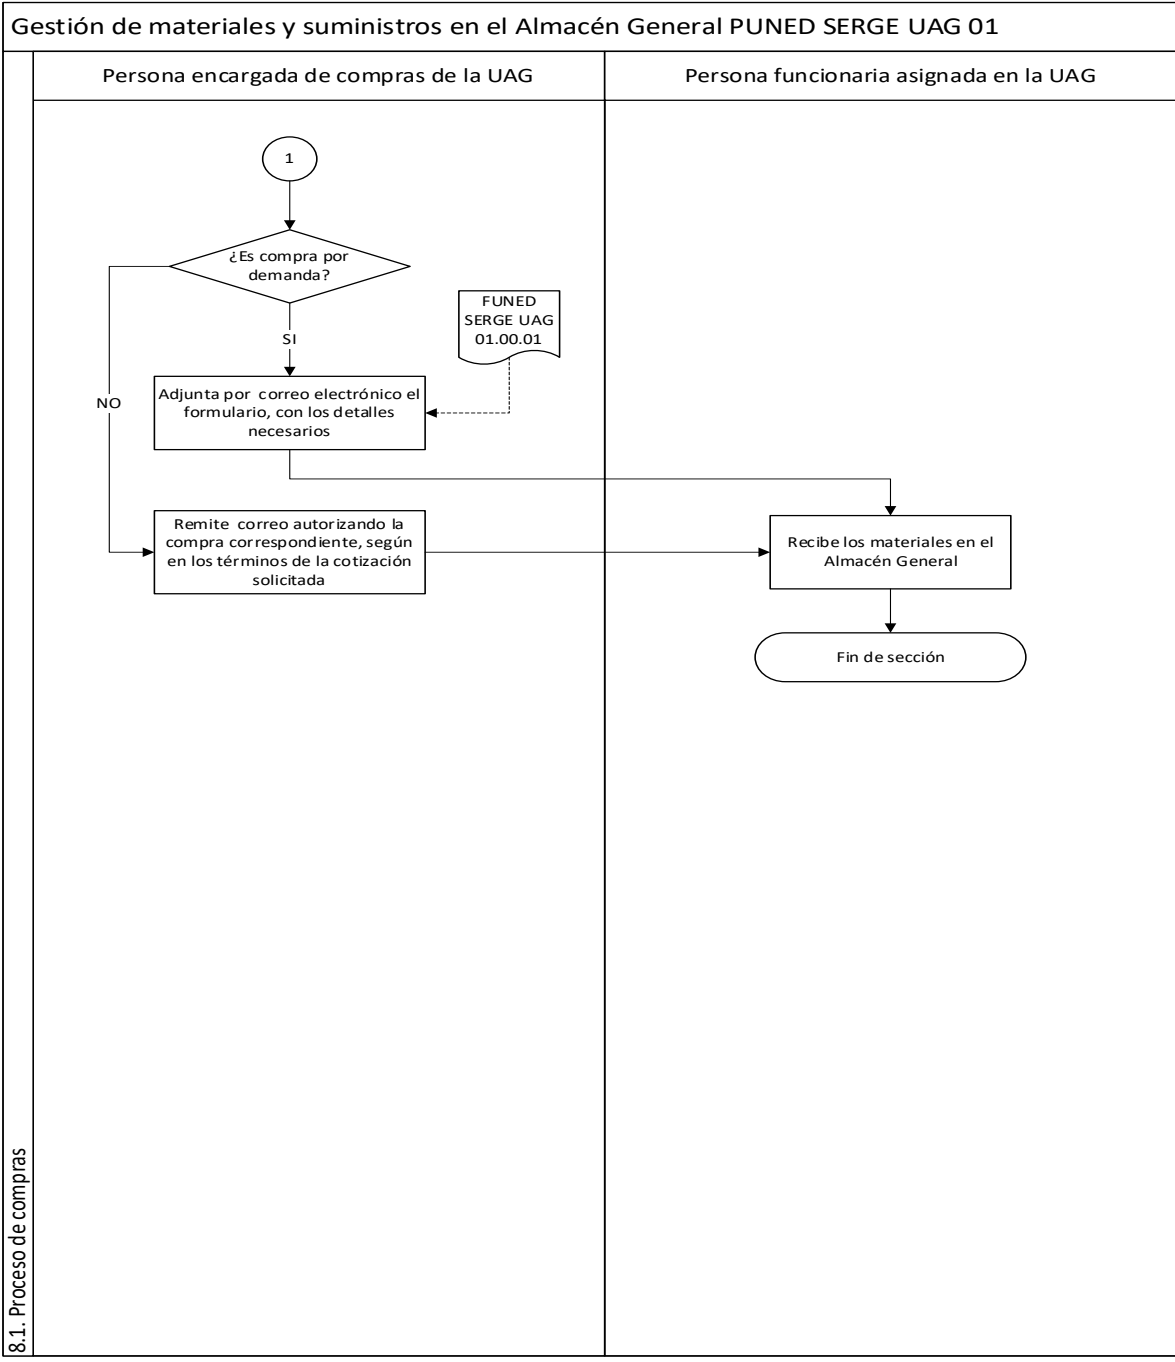 Gestión de materiales y suministros en el Almacén General PUNED SERGE UAG 01
Persona encargada de compras de la UAG
Persona funcionaria asignada en la UAG
1
¿Es compra por
demanda?
FUNED
SERGE UAG
01.00.01
SI
NO
Adjunta por correo electrónico el
formulario, con los detalles
necesarios
Remite correo autorizando la
compra correspondiente, según
en los términos de la cotización
solicitada
Recibe los materiales en el
Almacén General
Fin de sección
8.1. Proceso de compras